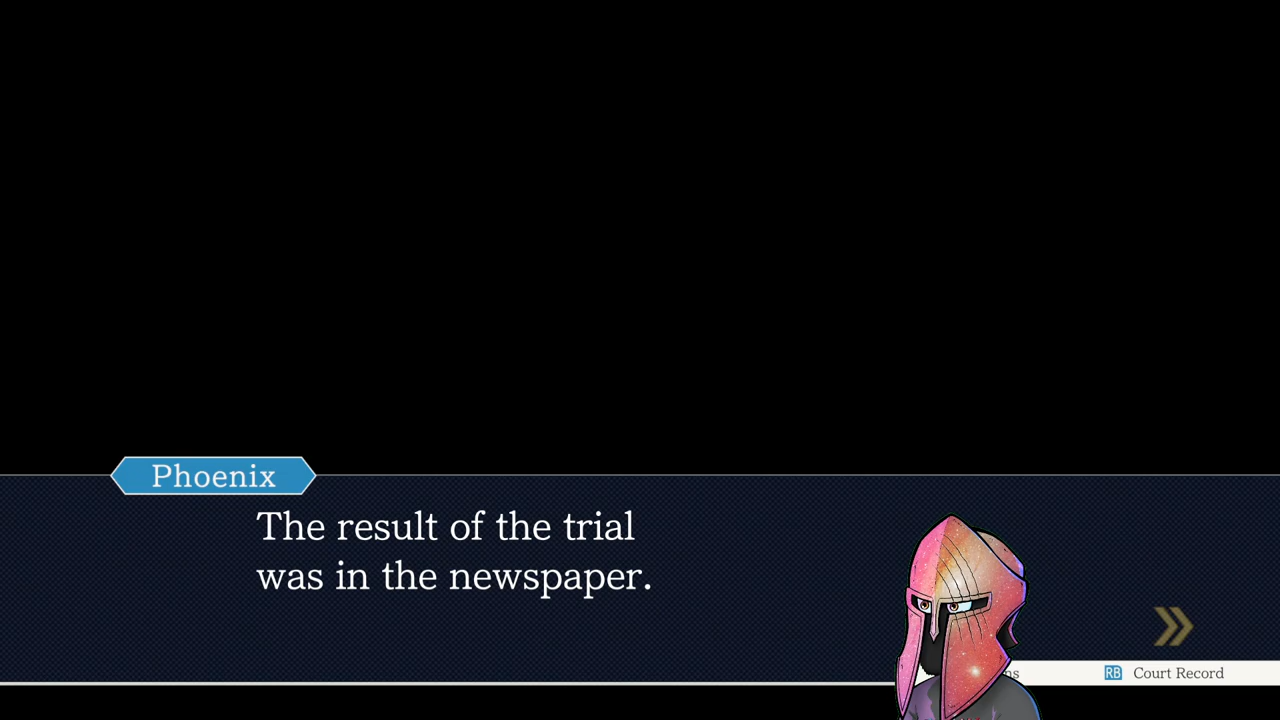 Phoenix
The result of the trial
was in the newspaper.
RB Court Record